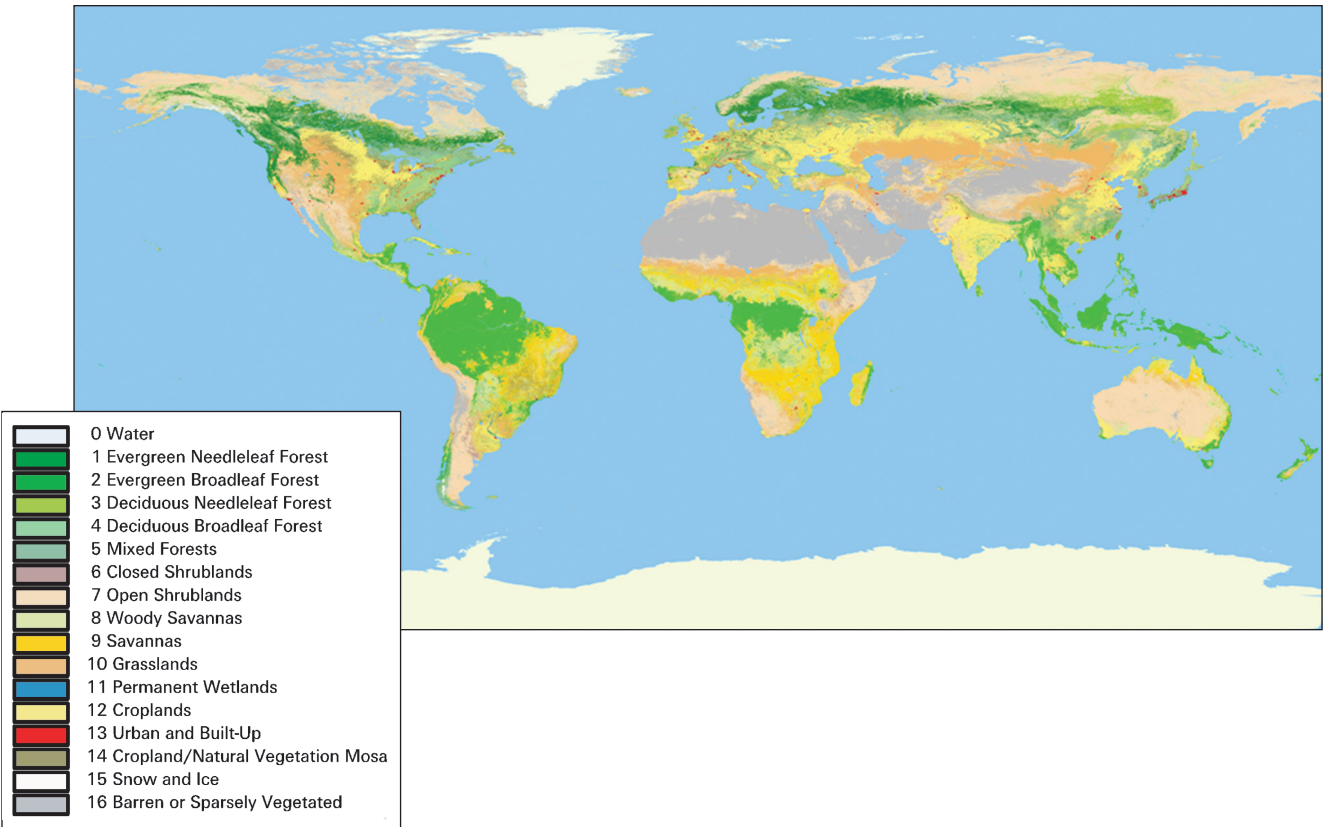 0 Water
1 Evergreen Needleleaf Forest
2 Evergreen Broadleaf Forest
3 Deciduous Needleleaf Forest
4 Deciduous Broadleaf Forest
5 Mixed Forests
6 Closed Shrublands
7 Open Shrublands
8 Woody Savannas
9 Savannas
10 Grasslands
11 Permanent Wetlands
12 Croplands
13 Urban and Built-Up
14 Cropland/Natural Vegetation Mosa
15 Snow and Ice
16 Barren or Sparsely Vegetated